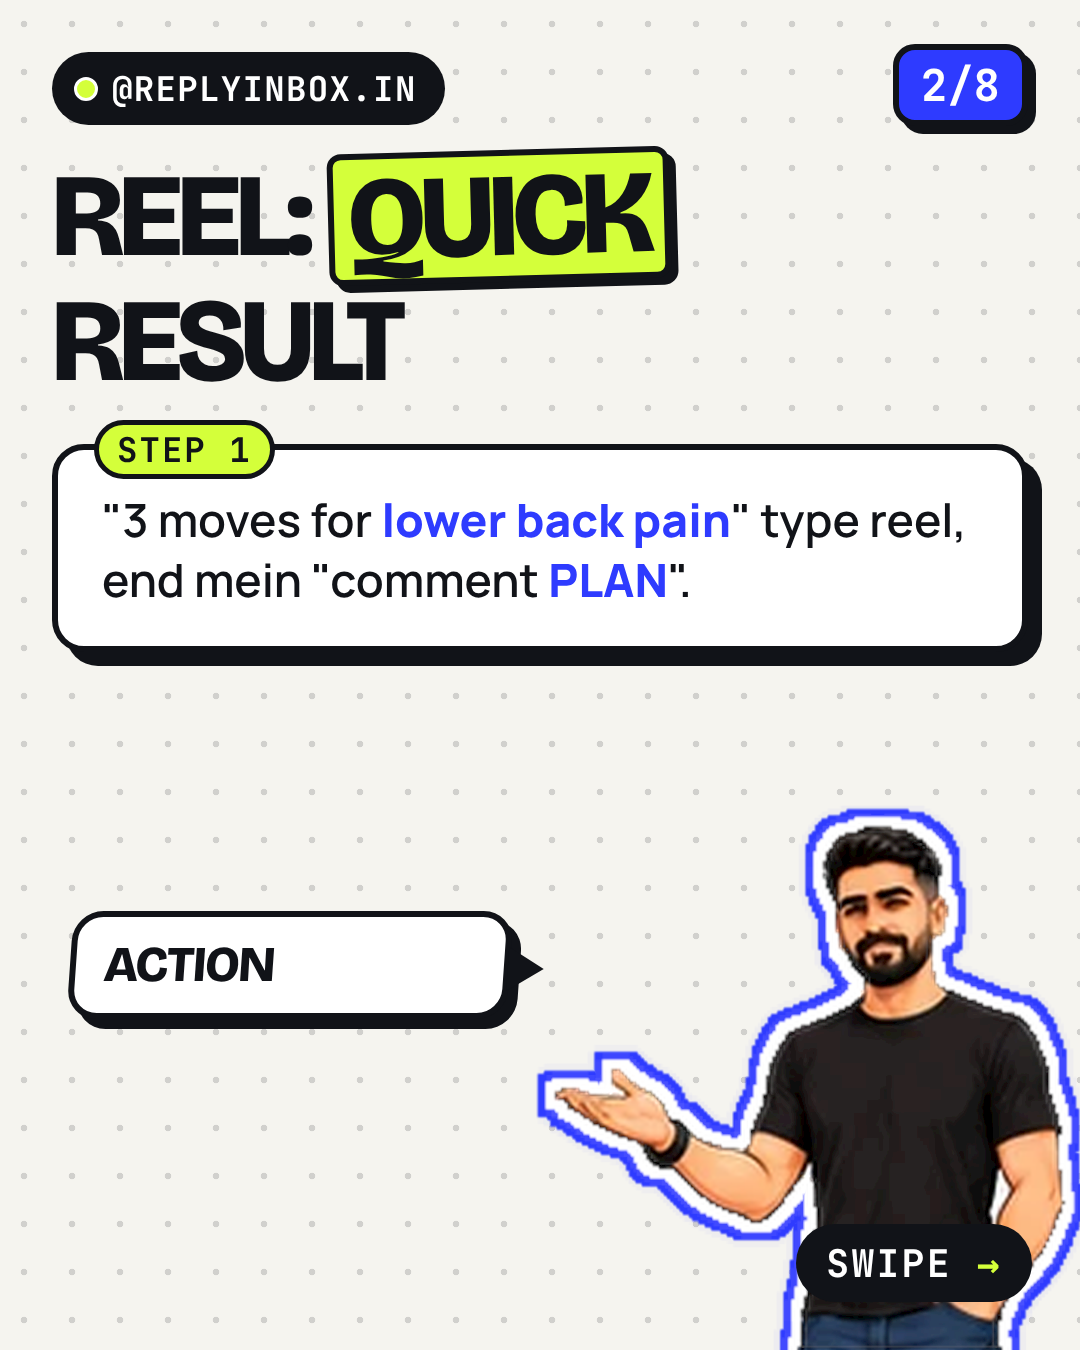 @REPLYINBOX.IN
2/8
REEL: QUICK
RESULT
STEP 1
"3 moves for lower back pain" type reel,
end mein "comment PLAN".
ACTION
SWIPE →